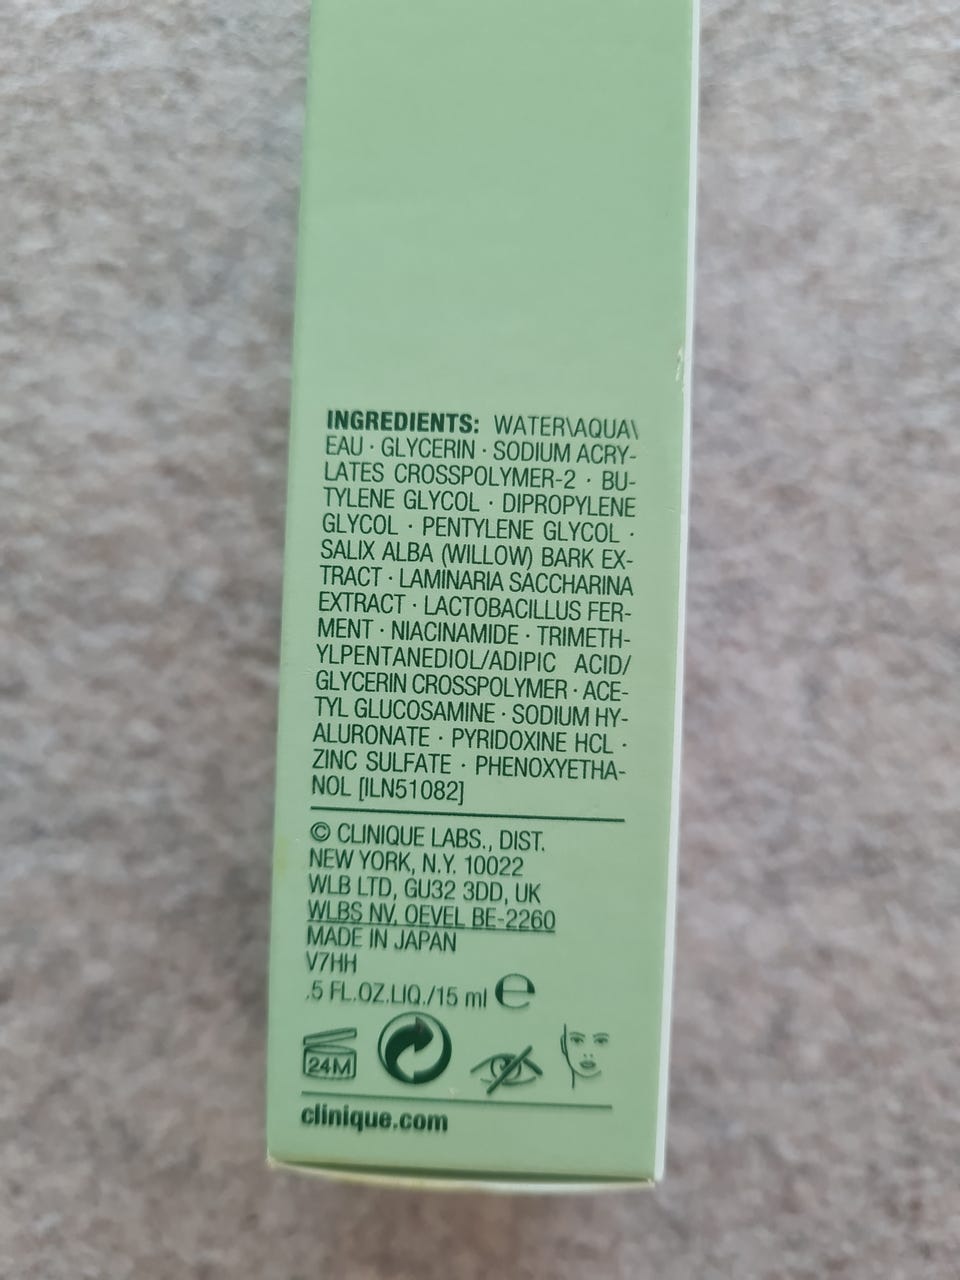 INGREDIENTS: WATER\AQUA\
EAU · GLYCERIN · SODIUM ACRY-
LATES CROSSPOLYMER-2 · BU-
TYLENE GLYCOL · DIPROPYLENE
GLYCOL · PENTYLENE GLYCOL ·
SALIX ALBA (WILLOW) BARK EX-
TRACT · LAMINARIA SACCHARINA
EXTRACT · LACTOBACILLUS FER-
MENT · NIACINAMIDE · TRIMETH-
YLPENTANEDIOL/ADIPIC ACID/
GLYCERIN CROSSPOLYMER · ACE-
TYL GLUCOSAMINE · SODIUM HY-
ALURONATE · PYRIDOXINE HCL ·
ZINC SULFATE · PHENOXYETHA-
NOL [ILN51082]
© CLINIQUE LABS., DIST.
NEW YORK, N.Y. 10022
WLB LTD, GU32 3DD, UK
WLBS NV, OEVEL BE-2260
MADE IN JAPAN
V7HH
.5 FL.OZ.LIQ./15 ml ℮
24M
clinique.com